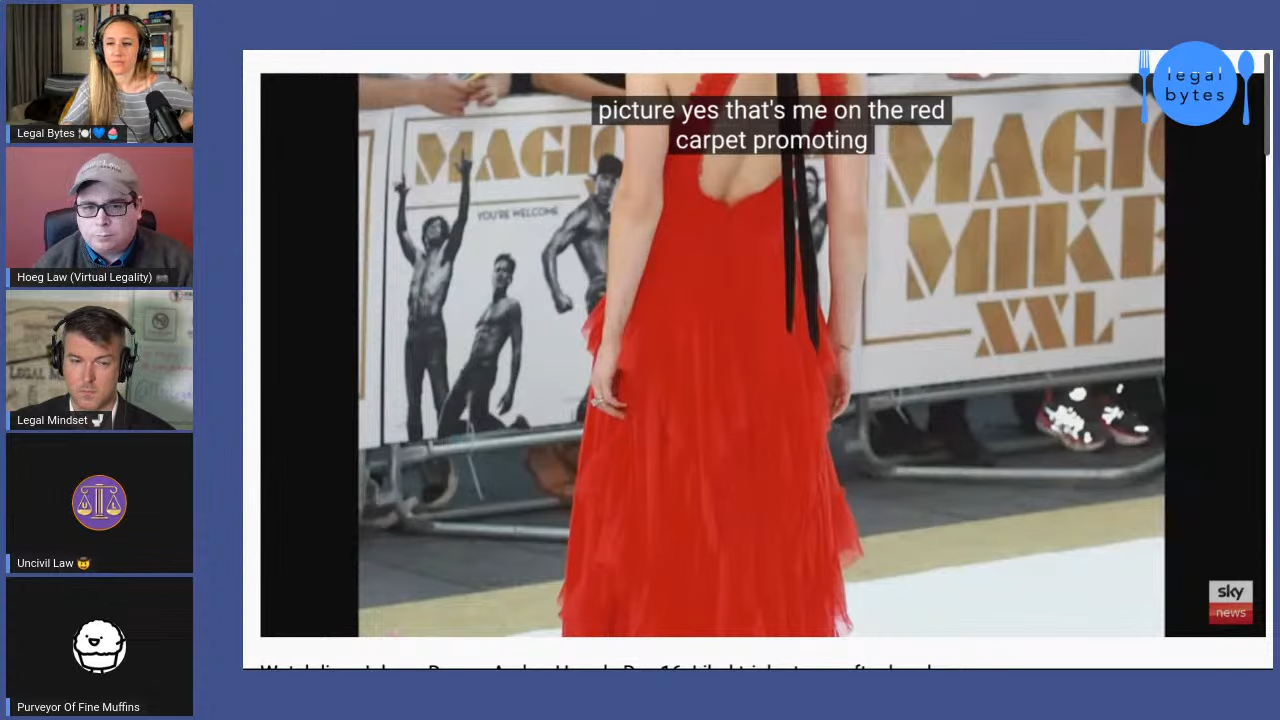 Legal Bytes 🍽️💙🧁
Hoeg Law (Virtual Legality)
Legal Mindset
Uncivil Law 🤠
U L
Purveyor Of Fine Muffins
picture yes that's me on the red
carpet promoting
MAGIC
YOU'RE WELCOME
MAGIC
MIKE
XXL
legal
bytes
sky
news